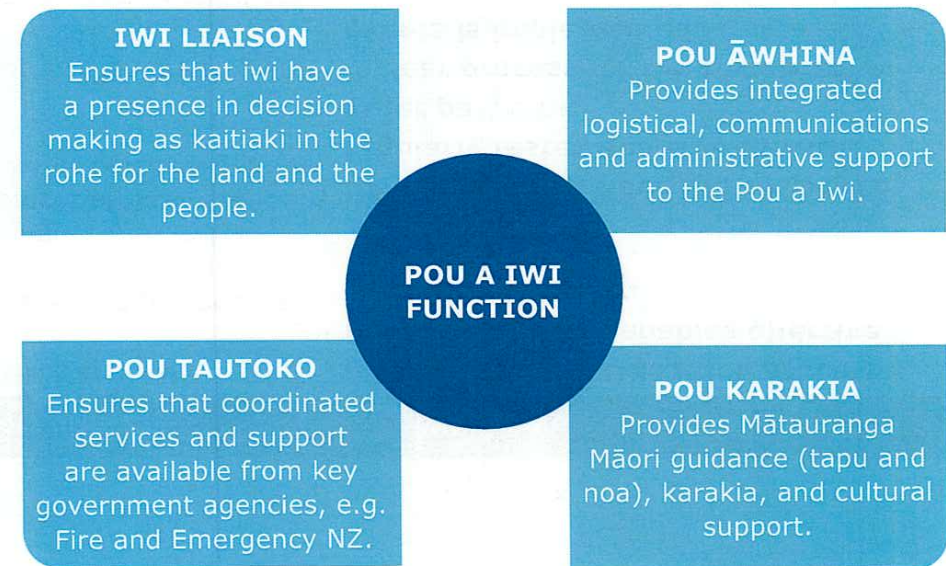 IWI LIAISON
Ensures that iwi have
a presence in decision
making as kaitiaki in the
rohe for the land and the
people.
POU ĀWHINA
Provides integrated
logistical, communications
and administrative support
to the Pou a Iwi.
POU A IWI
FUNCTION
POU TAUTOKO
Ensures that coordinated
services and support
are available from key
government agencies, e.g.
Fire and Emergency NZ.
POU KARAKIA
Provides Mātauranga
Māori guidance (tapu and
noa), karakia, and cultural
support.